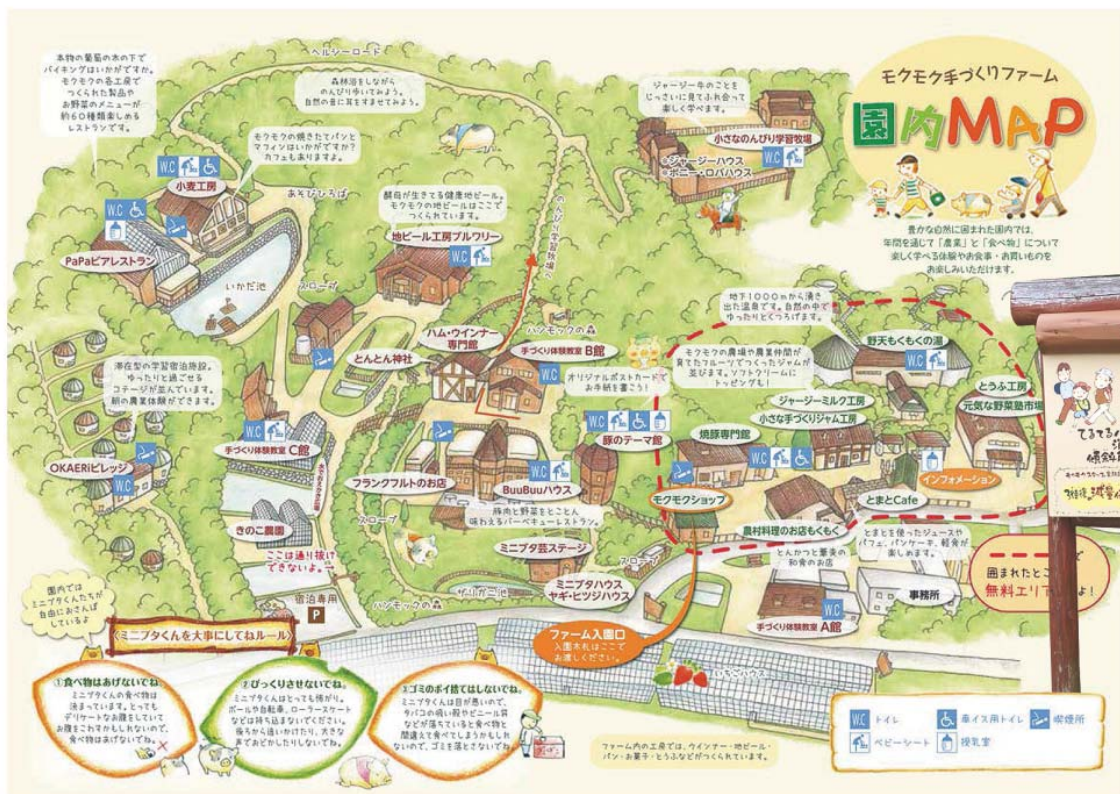 モクモク手づくりファーム
園内MAP
豊かな自然に囲まれた園内では、
年間を通じて「農業」と「食べ物」について
楽しく学べる体験やお食事・お買いものを
お楽しみいただけます。
本物の葡萄の木の下で
バイキングはいかがですか。
モクモクの各工房で
つくられた製品や
お野菜のメニューが
約60種類楽しめる
レストランです。
ヘルシーロード
森林浴をしながら
のんびり歩いてみよう。
自然の音に耳をすませてみよう。
ジャージー牛のことを
じっさいに見てふれ合って
楽しく学べます。
小さなのんびり学習牧場
W.C
ジャージーハウス
ポニー・ロバハウス
モクモクの焼きたてパンと
マフィンはいかがですか?
カフェもありますよ。
W.C
小麦工房
あそびひろば
W.C
PaPaビアレストラン
いかだ池
酵母が生きてる健康地ビール。
モクモクの地ビールはここで
つくられています。
地ビール工房ブルワリー
W.C
のんびり学習牧場へ
スロープ
とんとん神社
ハム・ウインナー
専門館
ハンモックの森
手づくり体験教室 B館
W.C
オリジナルポストカードで
お手紙を書こう!
W.C
豚のテーマ館
地下1000mから湧き
出た温泉です。自然の中で
ゆったりとくつろげます。
野天もくもくの湯
モクモクの農場や農業仲間が
育てたフルーツでつくったジャムが
並びます。ソフトクリームに
トッピングも!
ジャージーミルク工房
小さな手づくりジャム工房
とうふ工房
元気な野菜塾市場
焼豚専門館
W.C
W.C
インフォメーション
モクモクショップ
とまとCafe
農村料理のお店もくもく
とんかつと葦束の
和食のお店
とまとを使ったジュースや
パフェ、パンケーキ、軽食が
楽しめます。
滞在型の学習宿泊施設。
ゆったりと過ごせる
コテージが並んでいます。
朝の農業体験ができます。
OKAERiビレッジ
W.C
W.C
手づくり体験教室 C館
フランクフルトのお店
W.C
BuuBuuハウス
豚肉と野菜をとことん
味わえるバーベキューレストラン。
きのこ農園
ここは通り抜け
できないよ。
スロープ
ミニブタ芸ステージ
ザリガニ池
スロープ
ミニブタハウス
ヤギ・ヒツジハウス
ハンモックの森
宿泊専用
P
W.C
手づくり体験教室 A館
事務所
囲まれたと
無料エリ
よ!
ファーム入園口
入園木札はここで
お渡しください。
いちごハウス
園内では
ミニブタくんたちが
自由におさんぽ
しているよ
〈ミニブタくんを大事にしてねルール〉
①食べ物はあげないでね。
ミニブタくんの食べ物は
決まっています。とっても
デリケートなお腹をしていて
お腹をこわすかもしれないので、
食べ物はあげないでね。
②びっくりさせないでね。
ミニブタくんはとっても怖がり。
ボールや自転車、ローラースケート
などは持ち込まないでください。
後ろから追いかけたり、大きな
声でおどかしたりしないでね。
③ゴミのポイ捨てはしないでね。
ミニブタくんは目が悪いので、
タバコの吸い殻やビニール質
などが落ちていると食べ物と
間違えて食べてしまうかもしれ
ないので、ゴミを落とさないでね。
ファーム内の工房では、ウインナー・地ビール・
パン・お菓子・とうふなどがつくられています。
W.C トイレ
車イス用トイレ
喫煙所
ベビーシート
授乳室